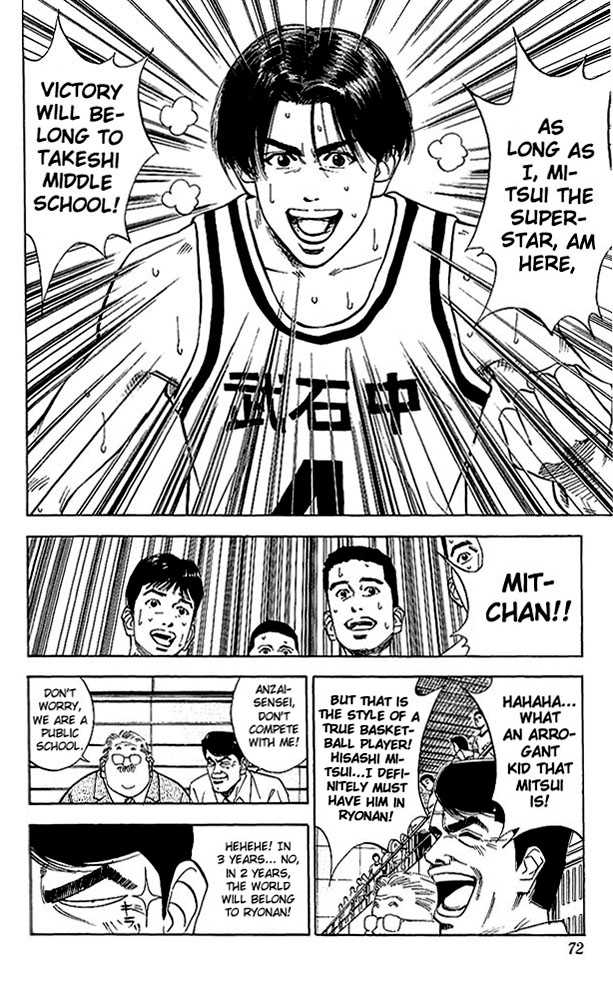 AS
LONG AS
I, MI-
TSUI THE
SUPER-
STAR, AM
HERE,
VICTORY
WILL BE-
LONG TO
TAKESHI
MIDDLE
SCHOOL!
武石中
4
MIT-
CHAN!!
HAHAHA...
WHAT
AN ARRO-
GANT
KID THAT
MITSUI
IS!
BUT THAT IS
THE STYLE OF A
TRUE BASKET-
BALL PLAYER!
HISASHI MI-
TSUI...I DEFI-
NITELY MUST
HAVE HIM IN
RYONAN!
ANZAI-
SENSEI,
DON'T
COMPETE
WITH ME!
DON'T
WORRY,
WE ARE A
PUBLIC
SCHOOL.
HEHEHE! IN
3 YEARS... NO,
IN 2 YEARS,
THE WORLD
WILL BELONG
TO RYONAN!
72